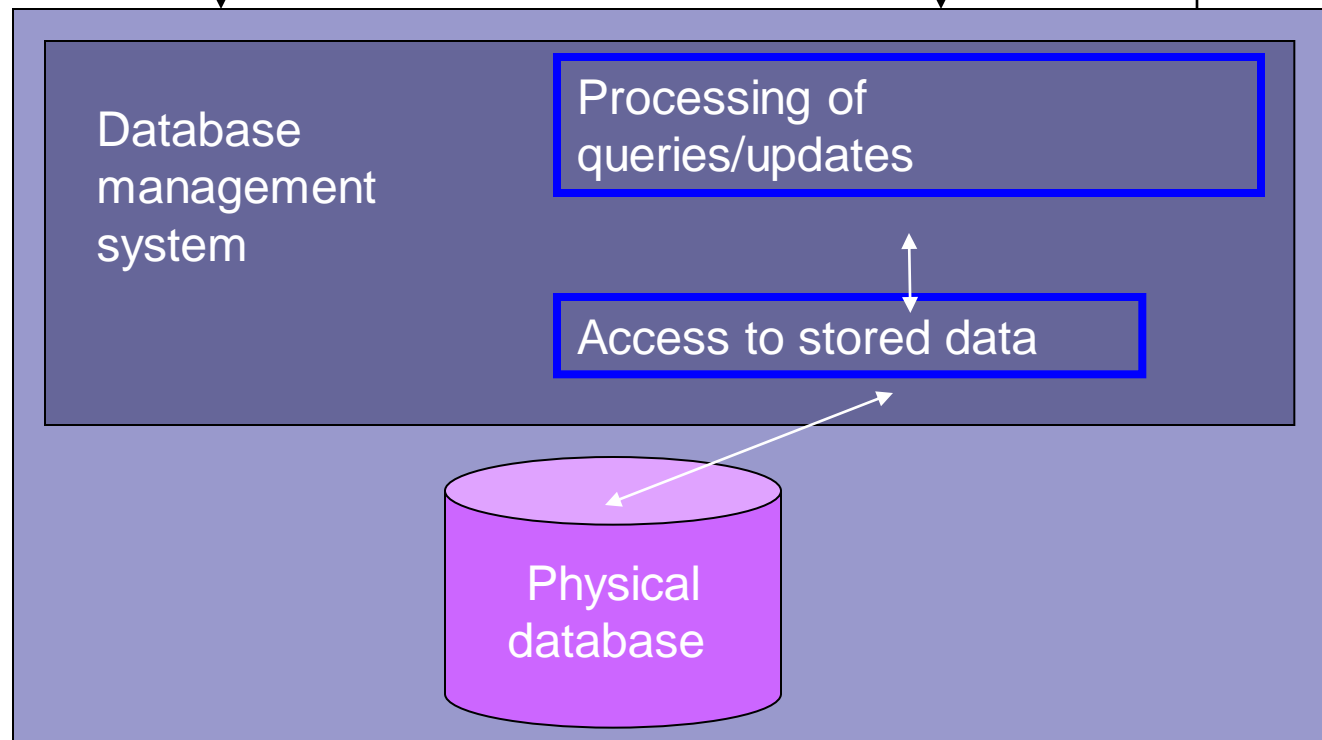 Database
management
system
Processing of
queries/updates
Access to stored data
Physical
database